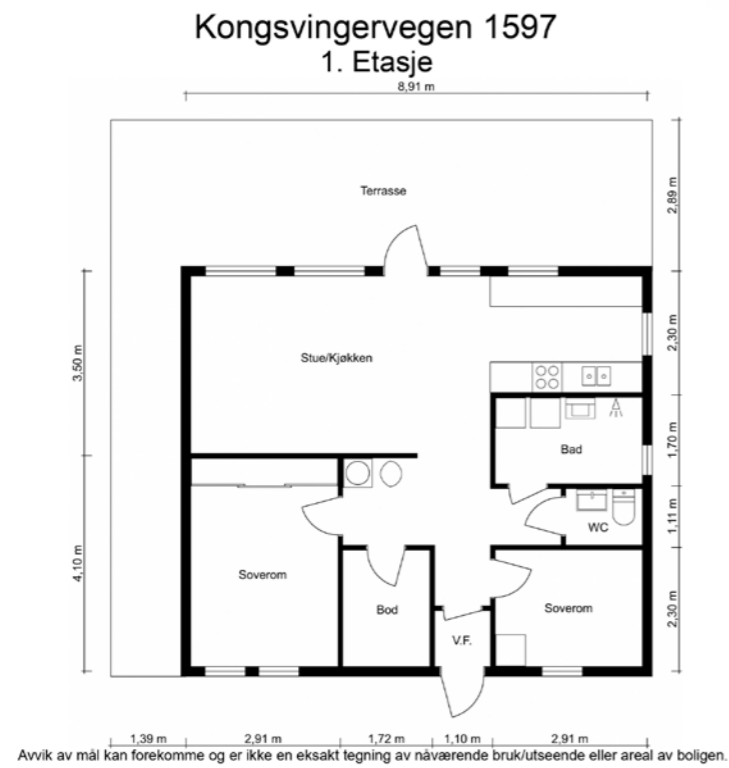 Kongsvingervegen 1597
1. Etasje
8,91 m
Terrasse
2,89 m
3,50 m
Stue/Kjøkken
2,30 m
Bad
1,70 m
WC
1,11 m
4,10 m
Soverom
Bod
V.F.
Soverom
2,30 m
1,39 m
2,91 m
1,72 m
1,10 m
2,91 m
Avvik av mål kan forekomme og er ikke en eksakt tegning av nåværende bruk/utseende eller areal av boligen.